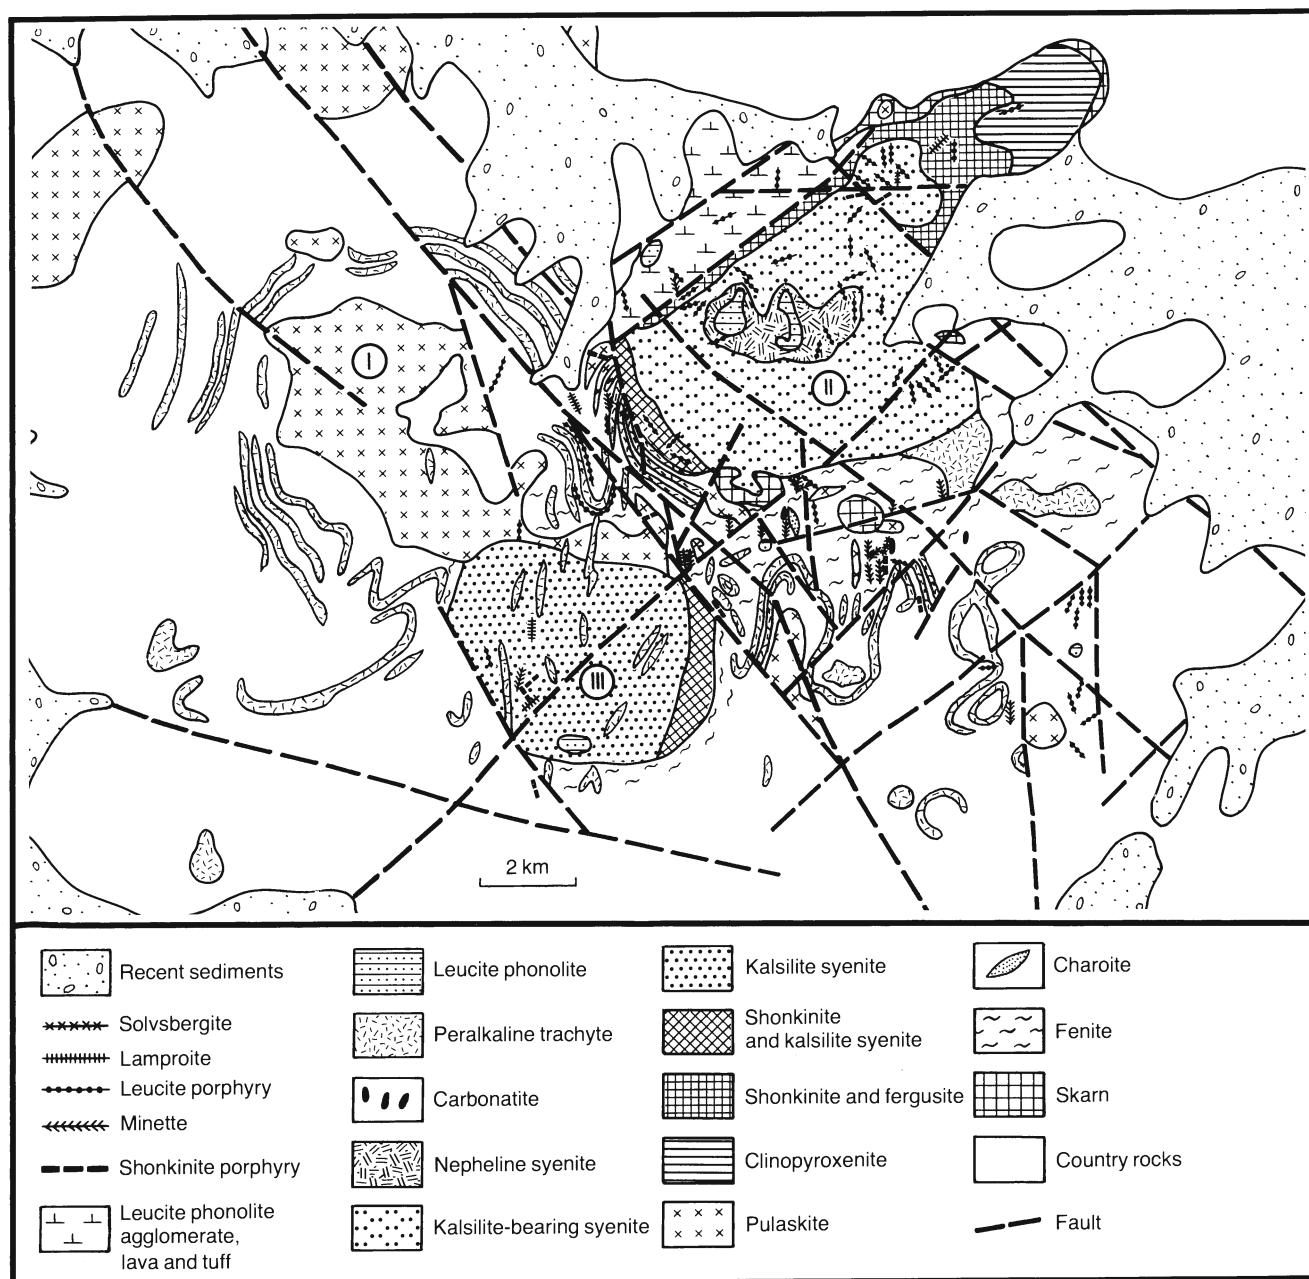 I
II
III
2 km
Recent sediments
Solvsbergite
Lamproite
Leucite porphyry
Minette
Shonkinite porphyry
Leucite phonolite
agglomerate,
lava and tuff
Leucite phonolite
Peralkaline trachyte
Carbonatite
Nepheline syenite
Kalsilite-bearing syenite
Kalsilite syenite
Shonkinite
and kalsilite syenite
Shonkinite and fergusite
Clinopyroxenite
Pulaskite
Charoite
Fenite
Skarn
Country rocks
Fault